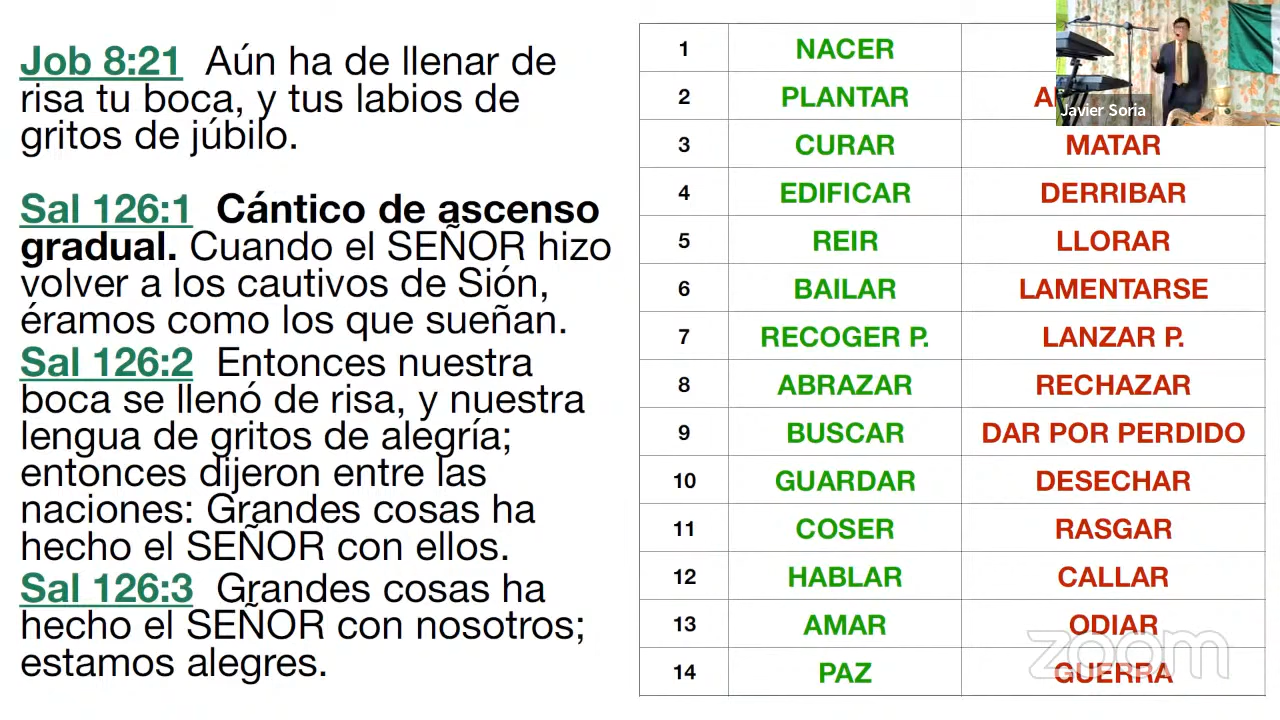 Job 8:21 Aún ha de llenar de
risa tu boca, y tus labios de
gritos de júbilo.
Sal 126:1 Cántico de ascenso
gradual. Cuando el SEÑOR hizo
volver a los cautivos de Sión,
éramos como los que sueñan.
Sal 126:2 Entonces nuestra
boca se llenó de risa, y nuestra
lengua de gritos de alegría;
entonces dijeron entre las
naciones: Grandes cosas ha
hecho el SEÑOR con ellos.
Sal 126:3 Grandes cosas ha
hecho el SEÑOR con nosotros;
estamos alegres.
1 NACER
2 PLANTAR
3 CURAR MATAR
4 EDIFICAR DERRIBAR
5 REIR LLORAR
6 BAILAR LAMENTARSE
7 RECOGER P. LANZAR P.
8 ABRAZAR RECHAZAR
9 BUSCAR DAR POR PERDIDO
10 GUARDAR DESECHAR
11 COSER RASGAR
12 HABLAR CALLAR
13 AMAR ODIAR
14 PAZ GUERRA
Javier Soria
zoom